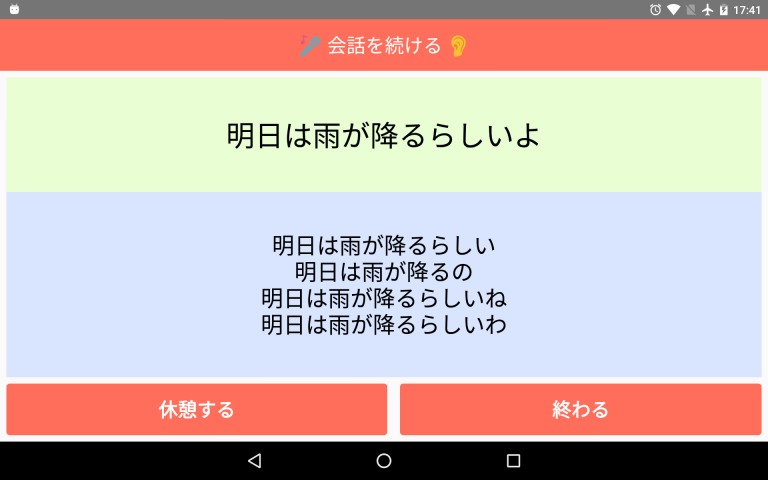 17:41
会話を続ける
明日は雨が降るらしいよ
明日は雨が降るらしい
明日は雨が降るの
明日は雨が降るらしいね
明日は雨が降るらしいわ
休憩する
終わる